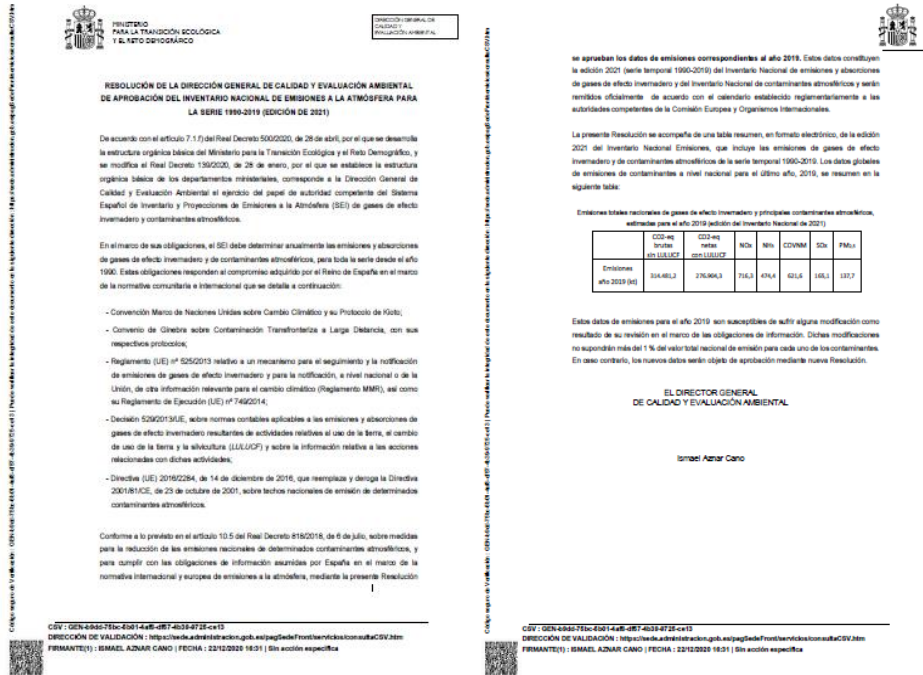 MINISTERIO
PARA LA TRANSICIÓN ECOLÓGICA
Y EL RETO DEMOGRÁFICO
DIRECCIÓN GENERAL DE
CALIDAD Y
EVALUACIÓN AMBIENTAL
RESOLUCIÓN DE LA DIRECCIÓN GENERAL DE CALIDAD Y EVALUACIÓN AMBIENTAL
DE APROBACIÓN DEL INVENTARIO NACIONAL DE EMISIONES A LA ATMÓSFERA PARA
LA SERIE 1990-2019 (EDICIÓN DE 2021)
De acuerdo con el artículo 7.1.f) del Real Decreto 500/2020, de 28 de abril, por el que se desarrolla
la estructura orgánica básica del Ministerio para la Transición Ecológica y el Reto Demográfico, y
se modifica el Real Decreto 139/2020, de 28 de enero, por el que se establece la estructura
orgánica básica de los departamentos ministeriales, corresponde a la Dirección General de
Calidad y Evaluación Ambiental el ejercicio del papel de autoridad competente del Sistema
Español de Inventario y Proyecciones de Emisiones a la Atmósfera (SEI) de gases de efecto
invernadero y contaminantes atmosféricos.
En el marco de sus obligaciones, el SEI debe determinar anualmente las emisiones y absorciones
de gases de efecto invernadero y de contaminantes atmosféricos, para toda la serie desde el año
1990. Estas obligaciones responden al compromiso adquirido por el Reino de España en el marco
de la normativa comunitaria e internacional que se detalla a continuación:
- Convención Marco de Naciones Unidas sobre Cambio Climático y su Protocolo de Kioto;
- Convenio de Ginebra sobre Contaminación Transfronteriza a Larga Distancia, con sus
respectivos protocolos;
- Reglamento (UE) nº 525/2013 relativo a un mecanismo para el seguimiento y la notificación
de emisiones de gases de efecto invernadero y para la notificación, a nivel nacional o de la
Unión, de otra información relevante para el cambio climático (Reglamento MMR), así como
su Reglamento de Ejecución (UE) nº 749/2014;
- Decisión 529/2013/UE, sobre normas contables aplicables a las emisiones y absorciones de
gases de efecto invernadero resultantes de actividades relativas al uso de la tierra, el cambio
de uso de la tierra y la silvicultura (LULUCF) y sobre la información relativa a las acciones
relacionadas con dichas actividades;
- Directiva (UE) 2016/2284, de 14 de diciembre de 2016, que reemplaza y deroga la Directiva
2001/81/CE, de 23 de octubre de 2001, sobre techos nacionales de emisión de determinados
contaminantes atmosféricos.
Conforme a lo previsto en el artículo 10.5 del Real Decreto 818/2018, de 6 de julio, sobre medidas
para la reducción de las emisiones nacionales de determinados contaminantes atmosféricos, y
para cumplir con las obligaciones de información asumidas por España en el marco de la
normativa internacional y europea de emisiones a la atmósfera, mediante la presente Resolución
DIRECCIÓN DE VALIDACIÓN : https://sede.administracion.gob.es/pagSedeFront/servicios/consultaCSV.htm
FIRMANTE(1) : ISMAEL AZNAR CANO | FECHA : 22/12/2020 16:31 | Sin acción específica
se aprueban los datos de emisiones correspondientes al año 2019. Estos datos constituyen
la edición 2021 (serie temporal 1990-2019) del Inventario Nacional de emisiones y absorciones
de gases de efecto invernadero y del Inventario Nacional de contaminantes atmosféricos y serán
remitidos oficialmente de acuerdo con el calendario establecido reglamentariamente a las
autoridades competentes de la Comisión Europea y Organismos Internacionales.
La presente Resolución se acompaña de una tabla resumen, en formato electrónico, de la edición
2021 del Inventario Nacional Emisiones, que incluye las emisiones de gases de efecto
invernadero y de contaminantes atmosféricos de la serie temporal 1990-2019. Los datos globales
de emisiones de contaminantes a nivel nacional para el último año, 2019, se resumen en la
siguiente tabla:
Emisiones totales nacionales de gases de efecto invernadero y principales contaminantes atmosféricos,
estimadas para el año 2019 (edición del Inventario Nacional de 2021)
CO2-eq brutas sin LULUCF CO2-eq netas con LULUCF NOx NH3 COVNM SOx PM2,5
Emisiones año 2019 (kt) 314.481,2 276.904,3 716,3 474,4 621,6 165,1 137,7
Estos datos de emisiones para el año 2019 son susceptibles de sufrir alguna modificación como
resultado de su revisión en el marco de las obligaciones de información. Dichas modificaciones
no supondrán más del 1 % del valor total nacional de emisión para cada uno de los contaminantes.
En caso contrario, los nuevos datos serán objeto de aprobación mediante nueva Resolución.
EL DIRECTOR GENERAL
DE CALIDAD Y EVALUACIÓN AMBIENTAL
Ismael Aznar Cano
DIRECCIÓN DE VALIDACIÓN : https://sede.administracion.gob.es/pagSedeFront/servicios/consultaCSV.htm
FIRMANTE(1) : ISMAEL AZNAR CANO | FECHA : 22/12/2020 16:31 | Sin acción específica